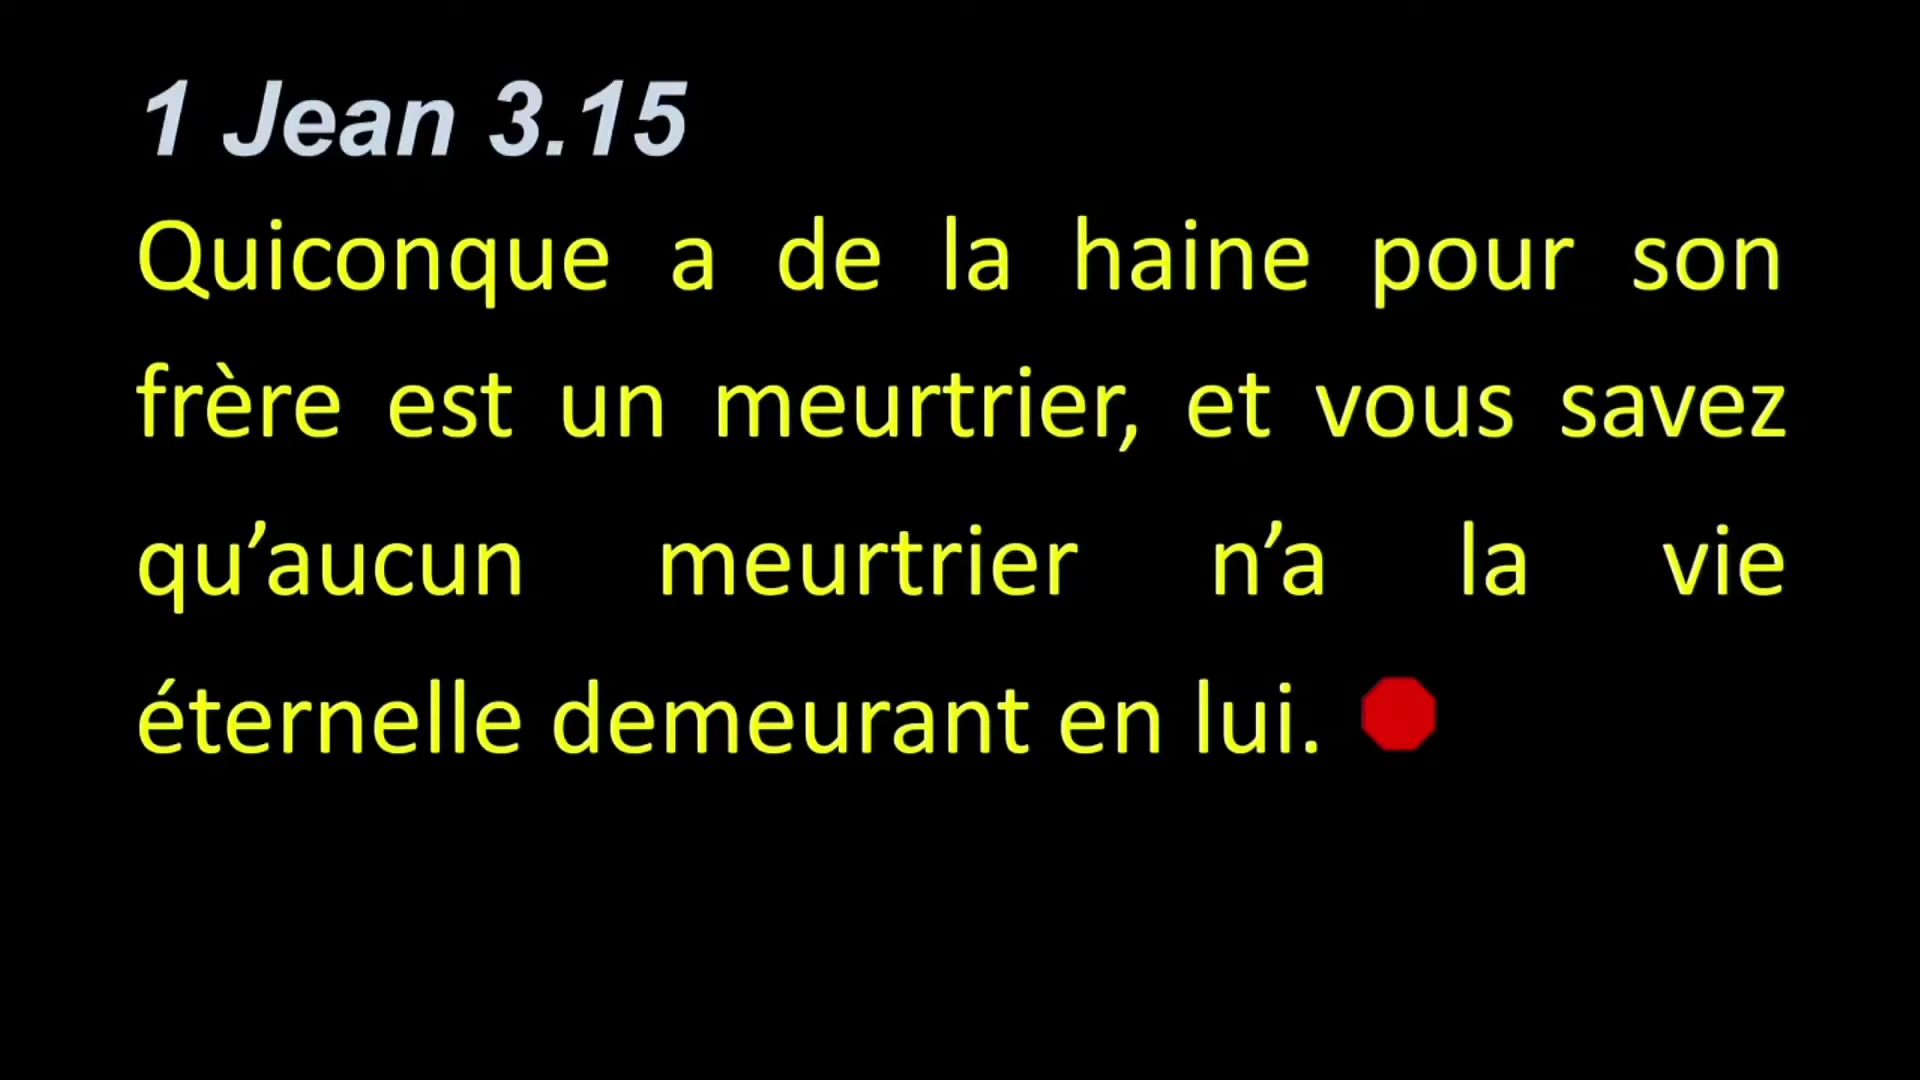 1 Jean 3.15
Quiconque a de la haine pour son
frère est un meurtrier, et vous savez
qu’aucun meurtrier n’a la vie
éternelle demeurant en lui.